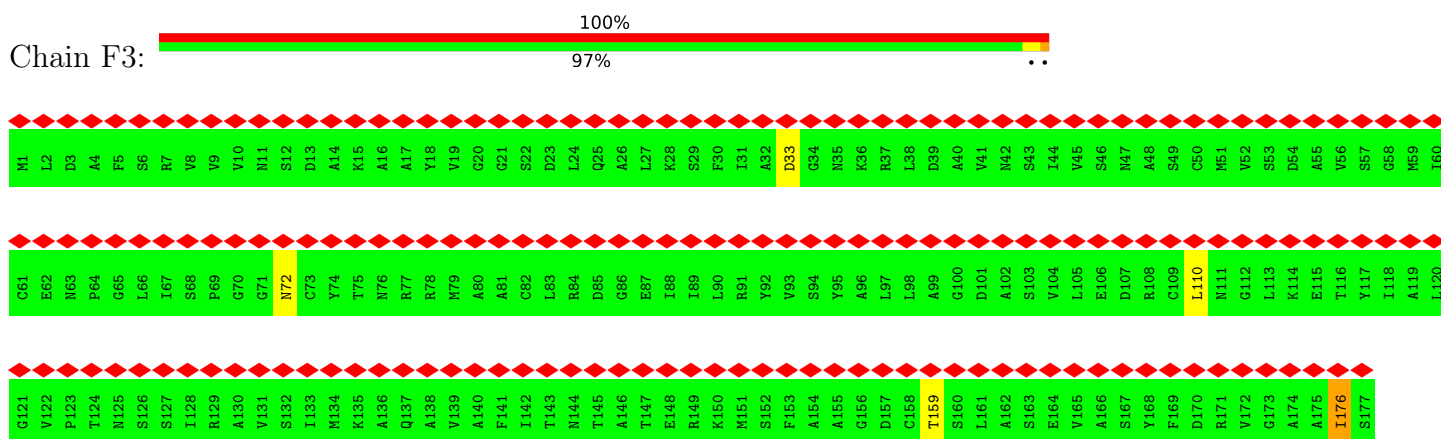 100%
Chain F3:
97%
. .
M1 L2 D3 A4 F5 S6 R7 V8 V9 V10 N11 S12 D13 A14 K15 A16 A17 Y18 V19 G20 G21 S22 D23 L24 Q25 A26 L27 K28 S29 F30 I31 A32 D33 G34 N35 K36 R37 L38 D39 A40 V41 N42 S43 I44 V45 S46 N47 A48 S49 C50 M51 V52 S53 D54 A55 V56 S57 G58 M59 I60
C61 E62 N63 P64 G65 L66 I67 S68 P69 G70 G71 N72 C73 Y74 T75 N76 R77 R78 M79 A80 A81 C82 L83 R84 D85 G86 E87 I88 I89 L90 R91 Y92 V93 S94 Y95 A96 L97 L98 A99 G100 D101 A102 S103 V104 L105 E106 D107 R108 C109 L110 N111 G112 L113 K114 E115 T116 Y117 I118 A119 L120
G121 V122 P123 T124 N125 S126 S127 I128 R129 A130 V131 S132 I133 M134 K135 A136 Q137 A138 V139 A140 F141 I142 T143 N144 T145 A146 T147 E148 R149 K150 M151 S152 F153 A154 A155 G156 D157 C158 T159 S160 L161 A162 S163 E164 V165 A166 S167 Y168 F169 D170 R171 V172 G173 A174 A175 I176 S177